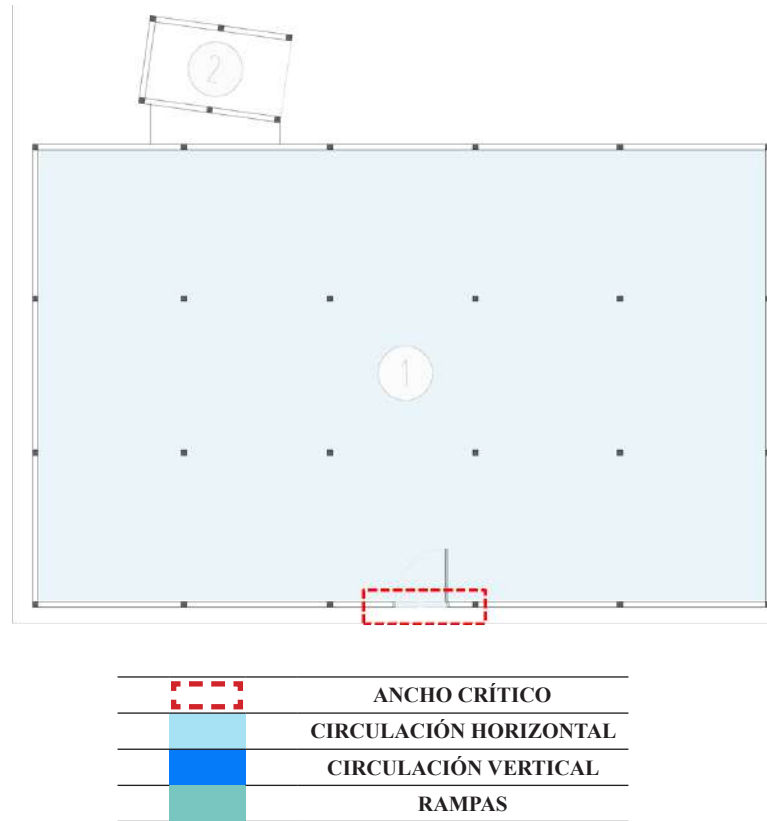 2
1
ANCHO CRÍTICO
CIRCULACIÓN HORIZONTAL
CIRCULACIÓN VERTICAL
RAMPAS